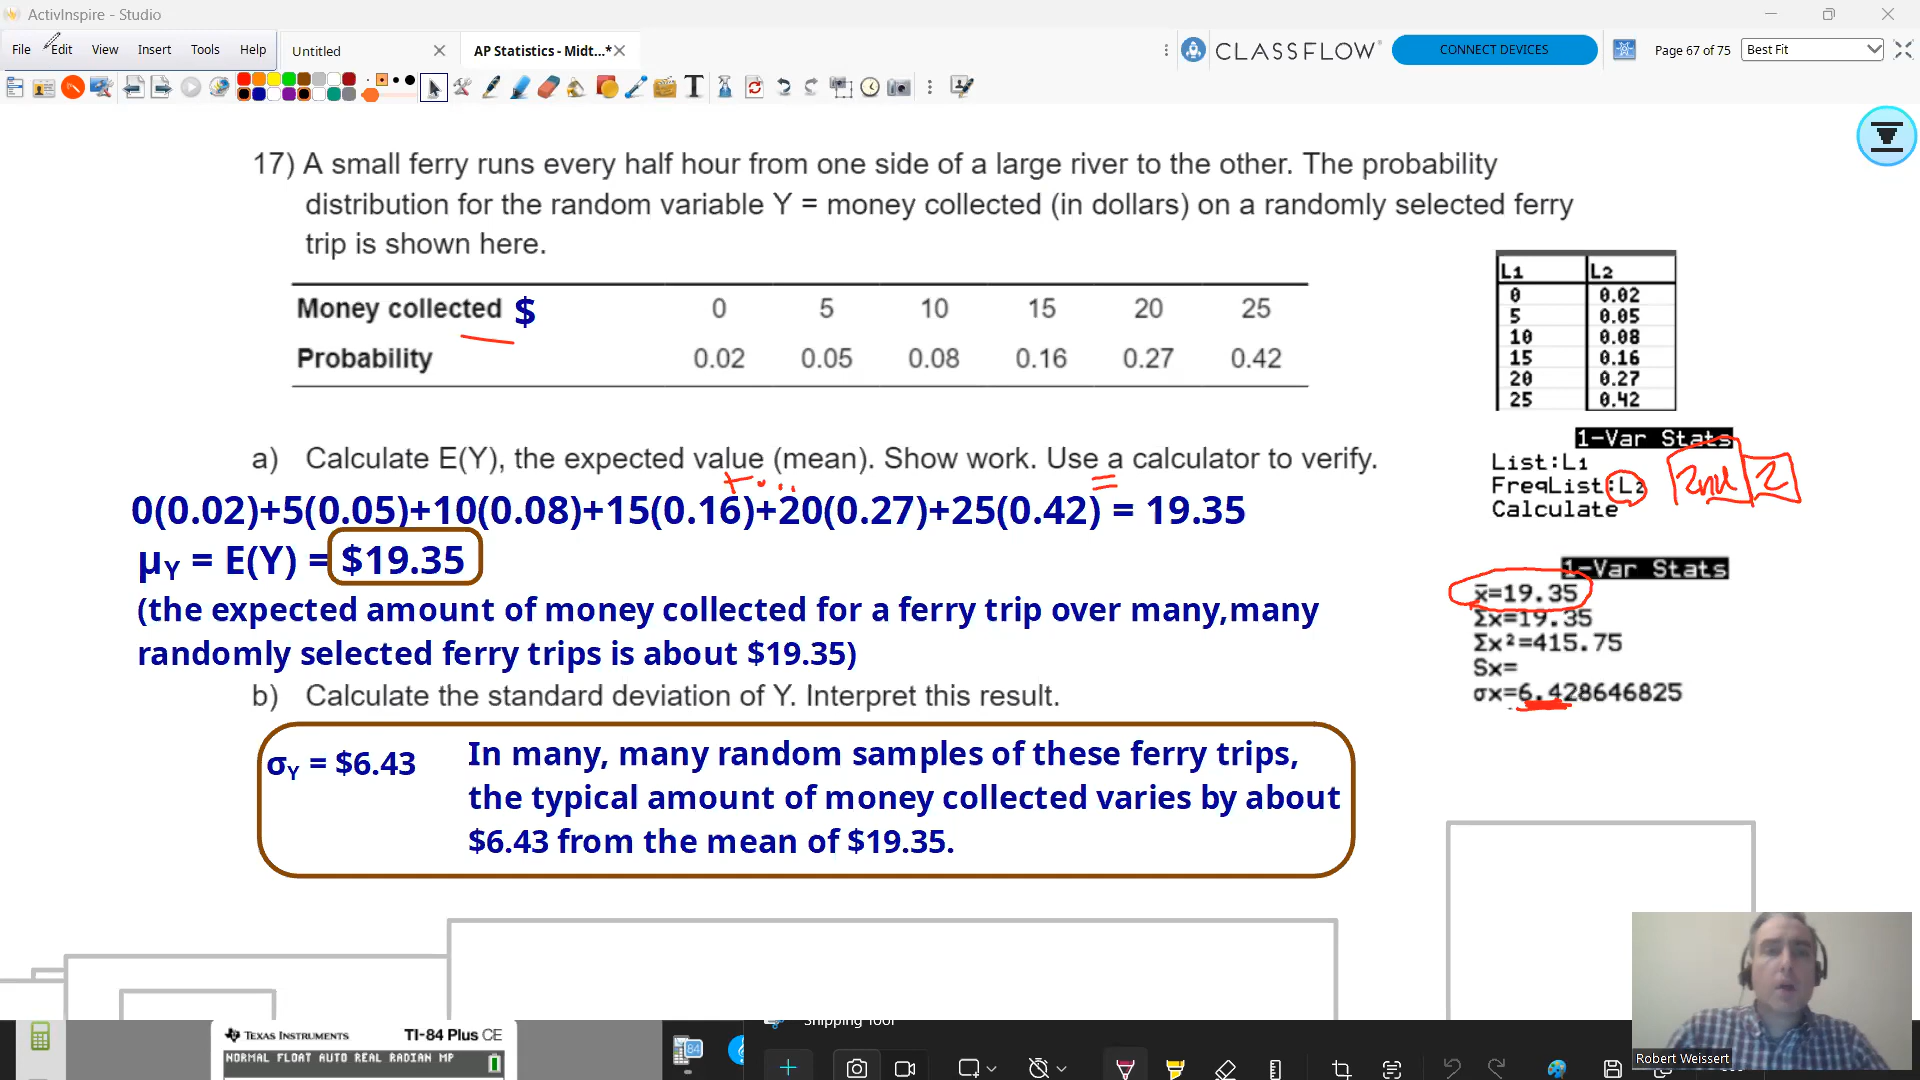 ActivInspire - Studio
File Edit View Insert Tools Help
Untitled
AP Statistics - Midt...*
CLASSFLOW
CONNECT DEVICES
Page 67 of 75
Best Fit
17) A small ferry runs every half hour from one side of a large river to the other. The probability
distribution for the random variable Y = money collected (in dollars) on a randomly selected ferry
trip is shown here.
Money collected $ 0 5 10 15 20 25
Probability 0.02 0.05 0.08 0.16 0.27 0.42
L1 L2
0 0.02
5 0.05
10 0.08
15 0.16
20 0.27
25 0.42
a) Calculate E(Y), the expected value (mean). Show work. Use a calculator to verify.
0(0.02)+5(0.05)+10(0.08)+15(0.16)+20(0.27)+25(0.42) = 19.35
μY = E(Y) = $19.35
(the expected amount of money collected for a ferry trip over many,many
randomly selected ferry trips is about $19.35)
1-Var Stats
List:L1
FreqList:L2
Calculate
2nd 2
1-Var Stats
x̄=19.35
Σx=19.35
Σx²=415.75
Sx=
σx=6.428646825
b) Calculate the standard deviation of Y. Interpret this result.
σY = $6.43
In many, many random samples of these ferry trips,
the typical amount of money collected varies by about
$6.43 from the mean of $19.35.
TEXAS INSTRUMENTS TI-84 Plus CE
NORMAL FLOAT AUTO REAL RADIAN MP
84
Snipping Tool
Robert Weissert